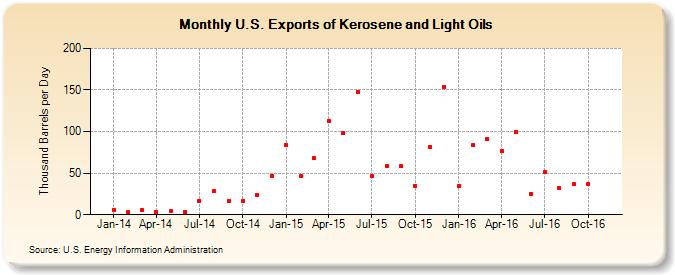 Monthly U.S. Exports of Kerosene and Light Oils
Thousand Barrels per Day
200
150
100
50
0
Jan-14 Apr-14 Jul-14 Oct-14 Jan-15 Apr-15 Jul-15 Oct-15 Jan-16 Apr-16 Jul-16 Oct-16
Source: U.S. Energy Information Administration